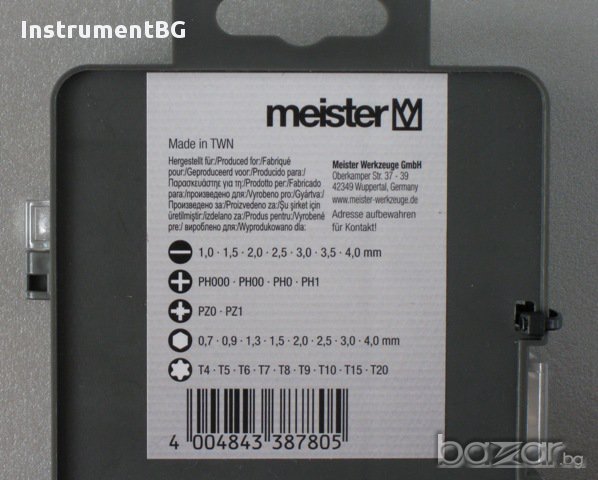 InstrumentBG
meister
Made in TWN
Hergestellt für:/Produced for:/Fabriqué
pour:/Geproduceerd voor:/Producido para:/
Παρασκευάστης για τη:/Prodotto per:/Fabricado
para:/произведено для:/Vyrobeno pro:/Gyártva:/
Произведено за:/Proizvedeno za:/Şu şirket için
üretilmiştir:/izdelano za:/Produs pentru:/Vyrobené
pre:/ вироблено для:/Wyprodukowano dla:
Meister Werkzeuge GmbH
Oberkamper Str. 37 - 39
42349 Wuppertal, Germany
www.meister-werkzeuge.de
Adresse aufbewahren
für Kontakt!
1,0 · 1,5 · 2,0 · 2,5 · 3,0 · 3,5 · 4,0 mm
PH000 · PH00 · PH0 · PH1
PZ0 · PZ1
0,7 · 0,9 · 1,3 · 1,5 · 2,0 · 2,5 · 3,0 · 4,0 mm
T4 · T5 · T6 · T7 · T8 · T9 · T10 · T15 · T20
4 004843 387805
bazar.bg